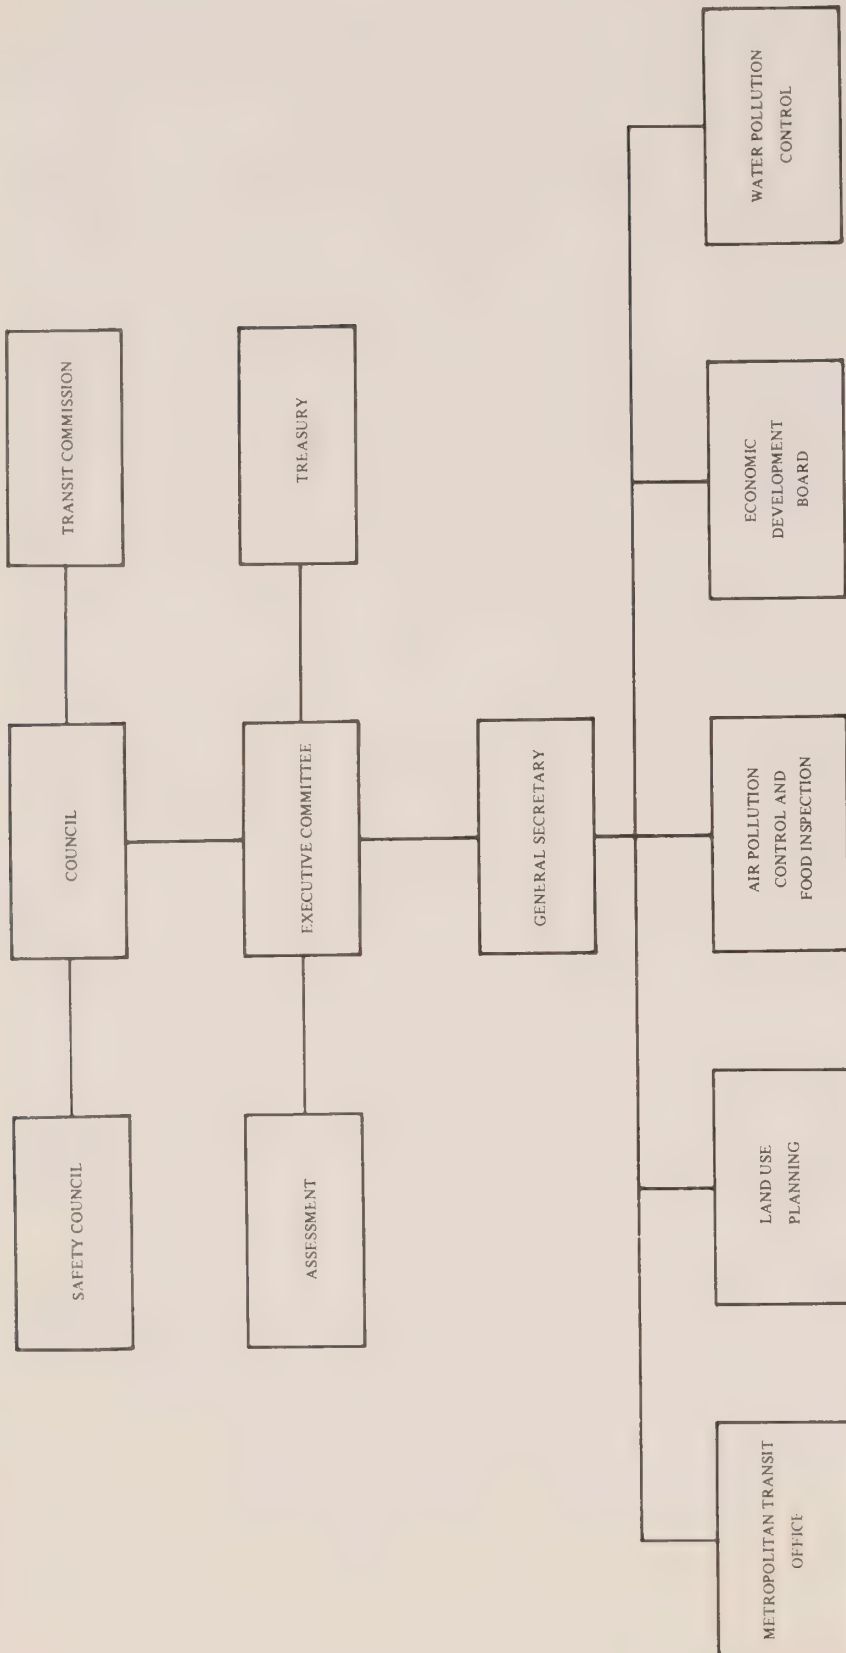 SAFETY COUNCIL
COUNCIL
TRANSIT COMMISSION
ASSESSMENT
EXECUTIVE COMMITTEE
TREASURY
GENERAL SECRETARY
METROPOLITAN TRANSIT
OFFICE
LAND USE
PLANNING
AIR POLLUTION
CONTROL AND
FOOD INSPECTION
ECONOMIC
DEVELOPMENT
BOARD
WATER POLLUTION
CONTROL